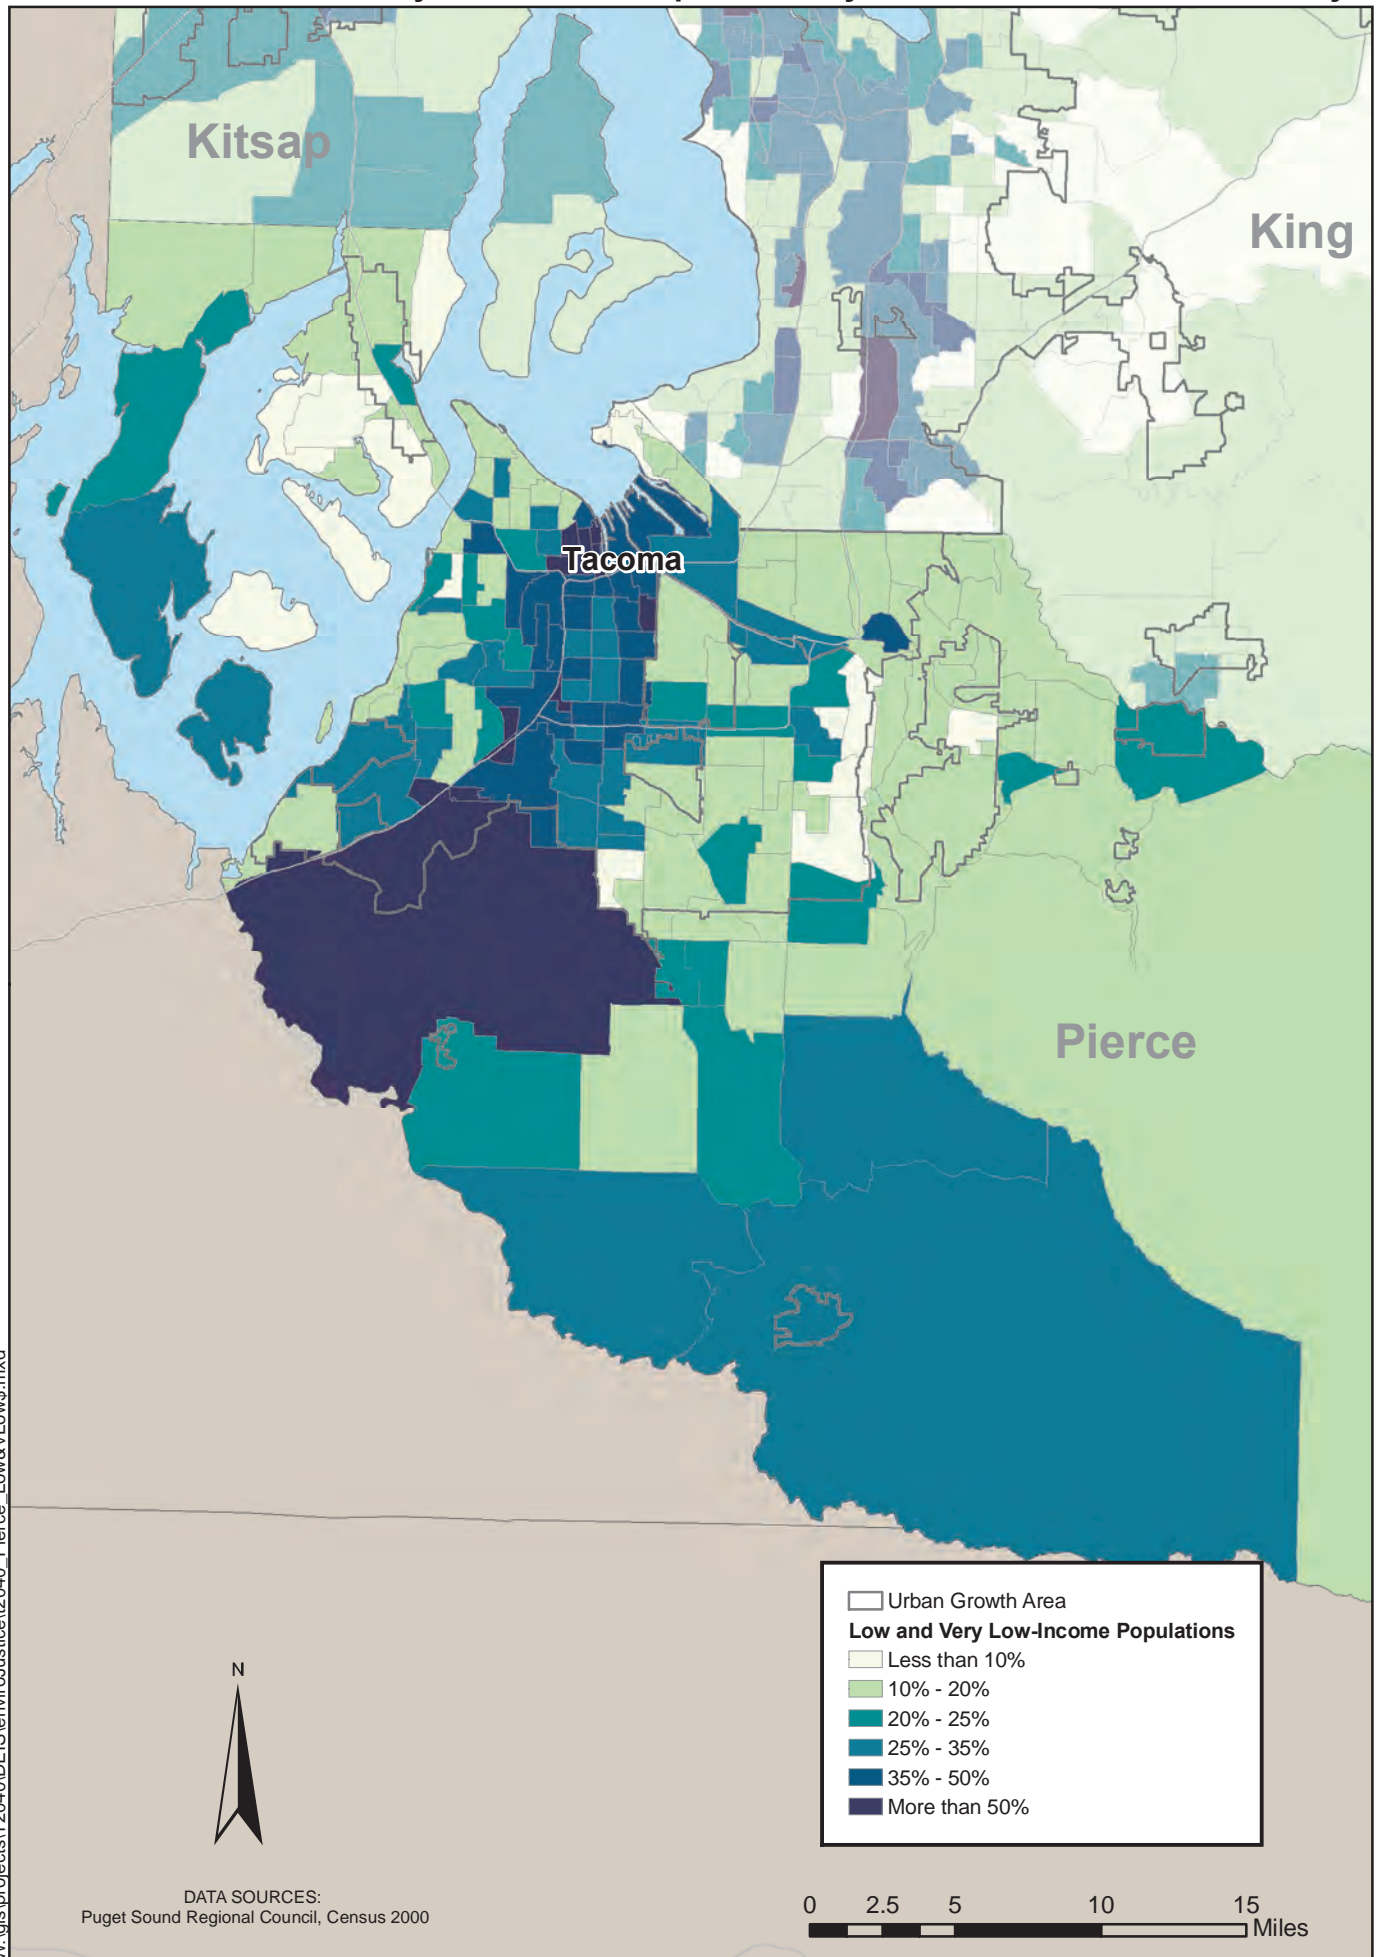 Kitsap
King
Tacoma
Pierce
Urban Growth Area
Low and Very Low-Income Populations
Less than 10%
10% - 20%
20% - 25%
25% - 35%
35% - 50%
More than 50%
N
DATA SOURCES:
Puget Sound Regional Council, Census 2000
0 2.5 5 10 15
Miles